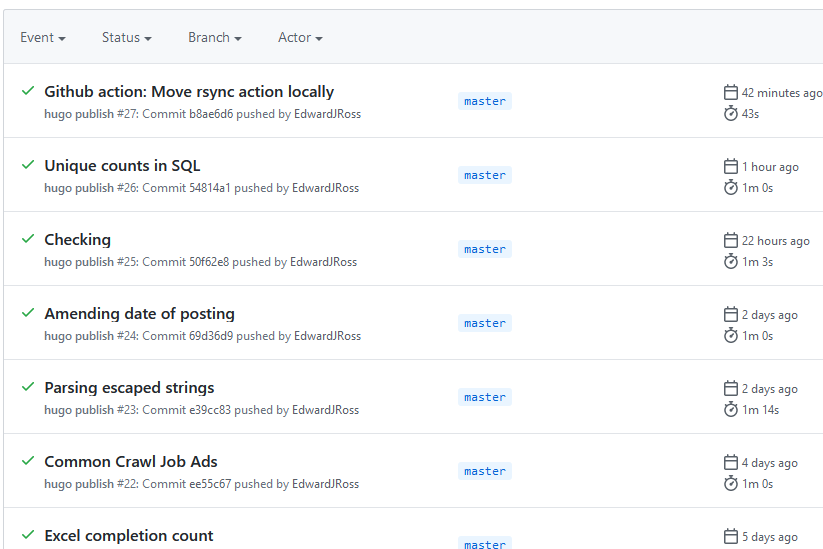 Event Status Branch Actor
Github action: Move rsync action locally
hugo publish #27: Commit b8ae6d6 pushed by EdwardJRoss
master
42 minutes ago
43s
Unique counts in SQL
hugo publish #26: Commit 54814a1 pushed by EdwardJRoss
master
1 hour ago
1m 0s
Checking
hugo publish #25: Commit 50f62e8 pushed by EdwardJRoss
master
22 hours ago
1m 3s
Amending date of posting
hugo publish #24: Commit 69d36d9 pushed by EdwardJRoss
master
2 days ago
1m 0s
Parsing escaped strings
hugo publish #23: Commit e39cc83 pushed by EdwardJRoss
master
2 days ago
1m 14s
Common Crawl Job Ads
hugo publish #22: Commit ee55c67 pushed by EdwardJRoss
master
4 days ago
1m 0s
Excel completion count
master
5 days ago